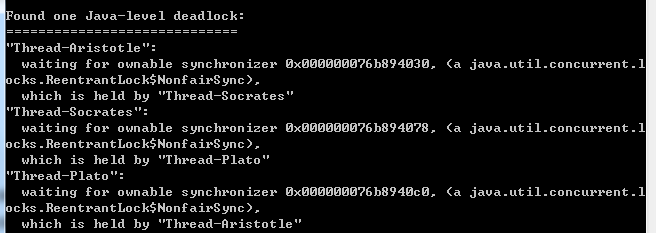 Found one Java-level deadlock:
=============================
"Thread-Aristotle":
  waiting for ownable synchronizer 0x000000076b894030, (a java.util.concurrent.l
ocks.ReentrantLock$NonfairSync),
  which is held by "Thread-Socrates"
"Thread-Socrates":
  waiting for ownable synchronizer 0x000000076b894078, (a java.util.concurrent.l
ocks.ReentrantLock$NonfairSync),
  which is held by "Thread-Plato"
"Thread-Plato":
  waiting for ownable synchronizer 0x000000076b8940c0, (a java.util.concurrent.l
ocks.ReentrantLock$NonfairSync),
  which is held by "Thread-Aristotle"